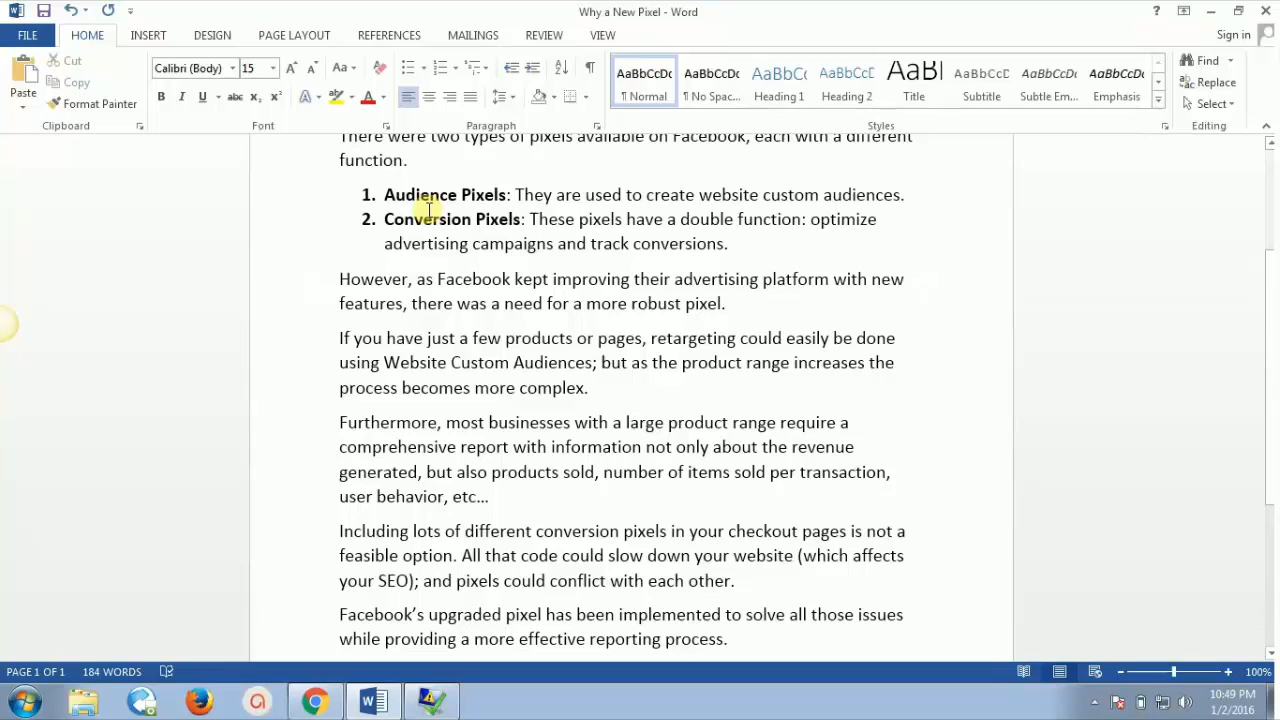 Why a New Pixel - Word
?
Sign in
FILE HOME INSERT DESIGN PAGE LAYOUT REFERENCES MAILINGS REVIEW VIEW
Paste
Cut
Copy
Format Painter
Clipboard
Calibri (Body) 15
Aa
B I U abc x₂ x² A A
Font
Paragraph
AaBbCcDc AaBbCcDc AaBbC AaBbCc AaBl AaBbCcD AaBbCcDc AaBbCcDc
¶ Normal ¶ No Spac... Heading 1 Heading 2 Title Subtitle Subtle Em... Emphasis
Styles
Find
Replace
Select
Editing
There were two types of pixels available on Facebook, each with a different
function.
1. Audience Pixels: They are used to create website custom audiences.
2. Conversion Pixels: These pixels have a double function: optimize
advertising campaigns and track conversions.
However, as Facebook kept improving their advertising platform with new
features, there was a need for a more robust pixel.
If you have just a few products or pages, retargeting could easily be done
using Website Custom Audiences; but as the product range increases the
process becomes more complex.
Furthermore, most businesses with a large product range require a
comprehensive report with information not only about the revenue
generated, but also products sold, number of items sold per transaction,
user behavior, etc…
Including lots of different conversion pixels in your checkout pages is not a
feasible option. All that code could slow down your website (which affects
your SEO); and pixels could conflict with each other.
Facebook’s upgraded pixel has been implemented to solve all those issues
while providing a more effective reporting process.
PAGE 1 OF 1 184 WORDS
100%
10:49 PM
1/2/2016